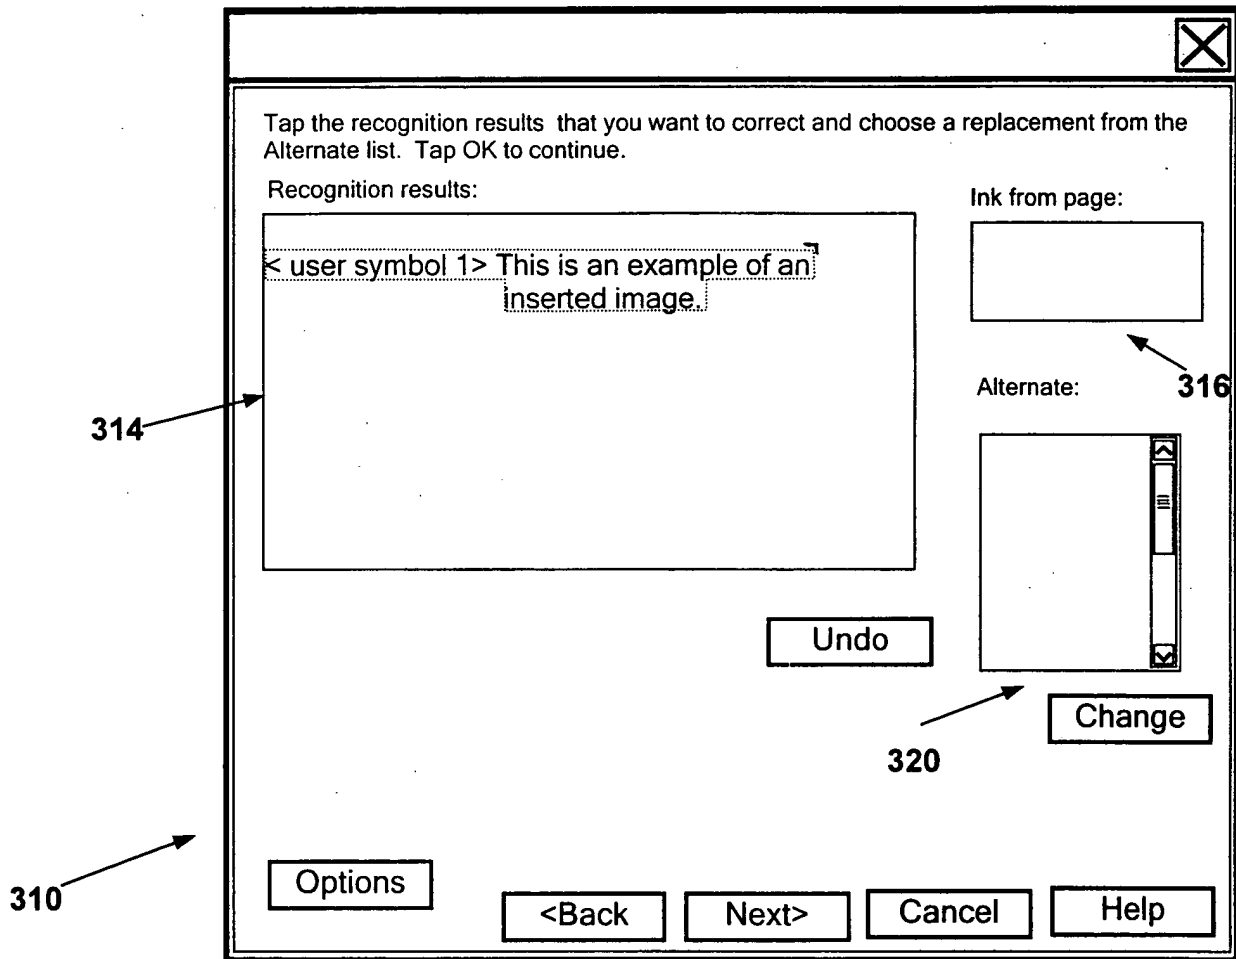 Tap the recognition results that you want to correct and choose a replacement from the
Alternate list. Tap OK to continue.
Recognition results:
Ink from page:
< user symbol 1> This is an example of an
inserted image.
316
Alternate:
314
Undo
Change
320
310
Options
<Back
Next>
Cancel
Help